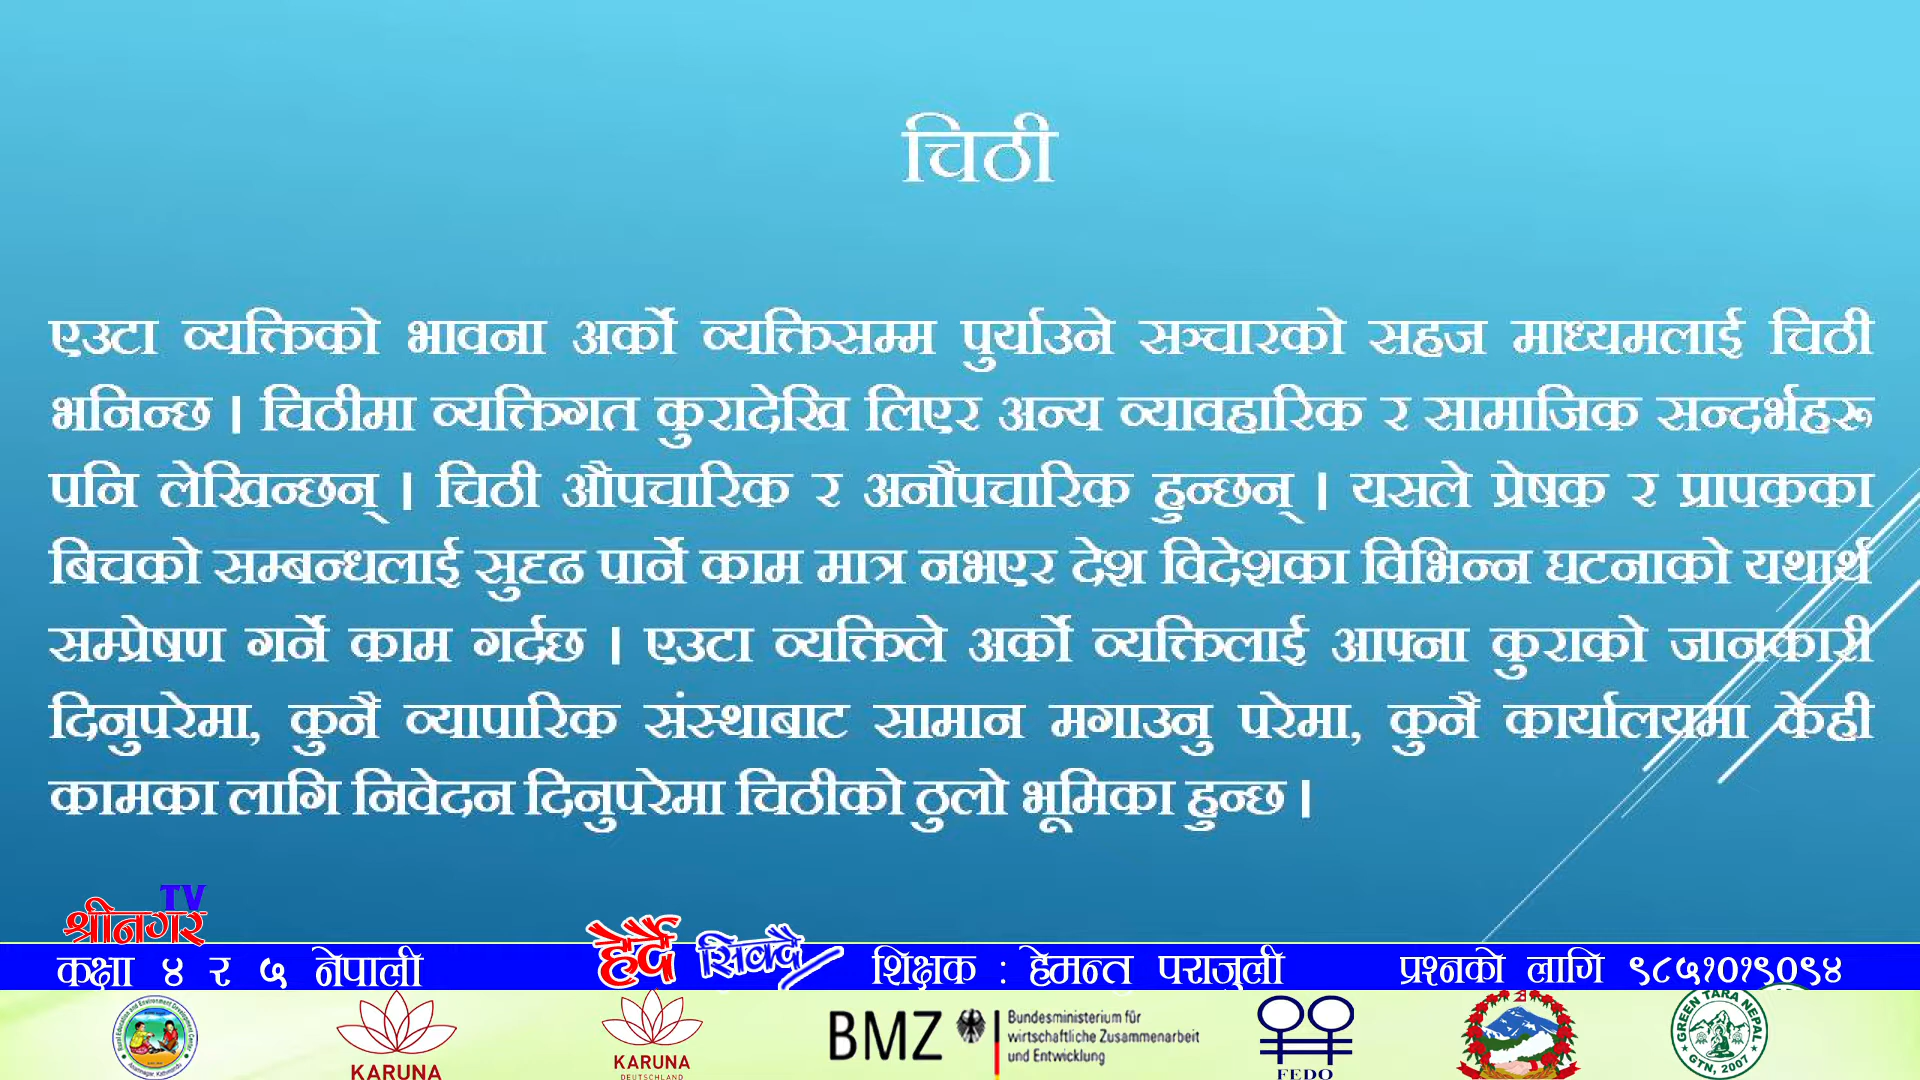 चिठी
एउटा व्यक्तिको भावना अर्को व्यक्तिसम्म पुर्याउने सञ्चारको सहज माध्यमलाई चिठी
भनिन्छ । चिठीमा व्यक्तिगत कुरादेखि लिएर अन्य व्यावहारिक र सामाजिक सन्दर्भहरू
पनि लेखिन्छन् । चिठी औपचारिक र अनौपचारिक हुन्छन् । यसले प्रेषक र प्रापकका
बिचको सम्बन्धलाई सुदृढ पार्ने काम मात्र नभएर देश विदेशका विभिन्न घटनाको यथार्थ
सम्प्रेषण गर्ने काम गर्दछ । एउटा व्यक्तिले अर्को व्यक्तिलाई आफ्ना कुराको जानकारी
दिनुपरेमा, कुनै व्यापारिक संस्थाबाट सामान मगाउनु परेमा, कुनै कार्यालयमा केही
कामका लागि निवेदन दिनुपरेमा चिठीको ठुलो भूमिका हुन्छ ।
TV
श्रीनगर
कक्षा ४ र ५ नेपाली
हेर्दै सिक्दै
शिक्षक : हेमन्त पराजुली
प्रश्नको लागि ९८५१०१९०९४
KARUNA
KARUNA
DEUTSCHLAND
BMZ
Bundesministerium für
wirtschaftliche Zusammenarbeit
und Entwicklung
FEDO
GREEN TARA NEPAL
GTN, 2007